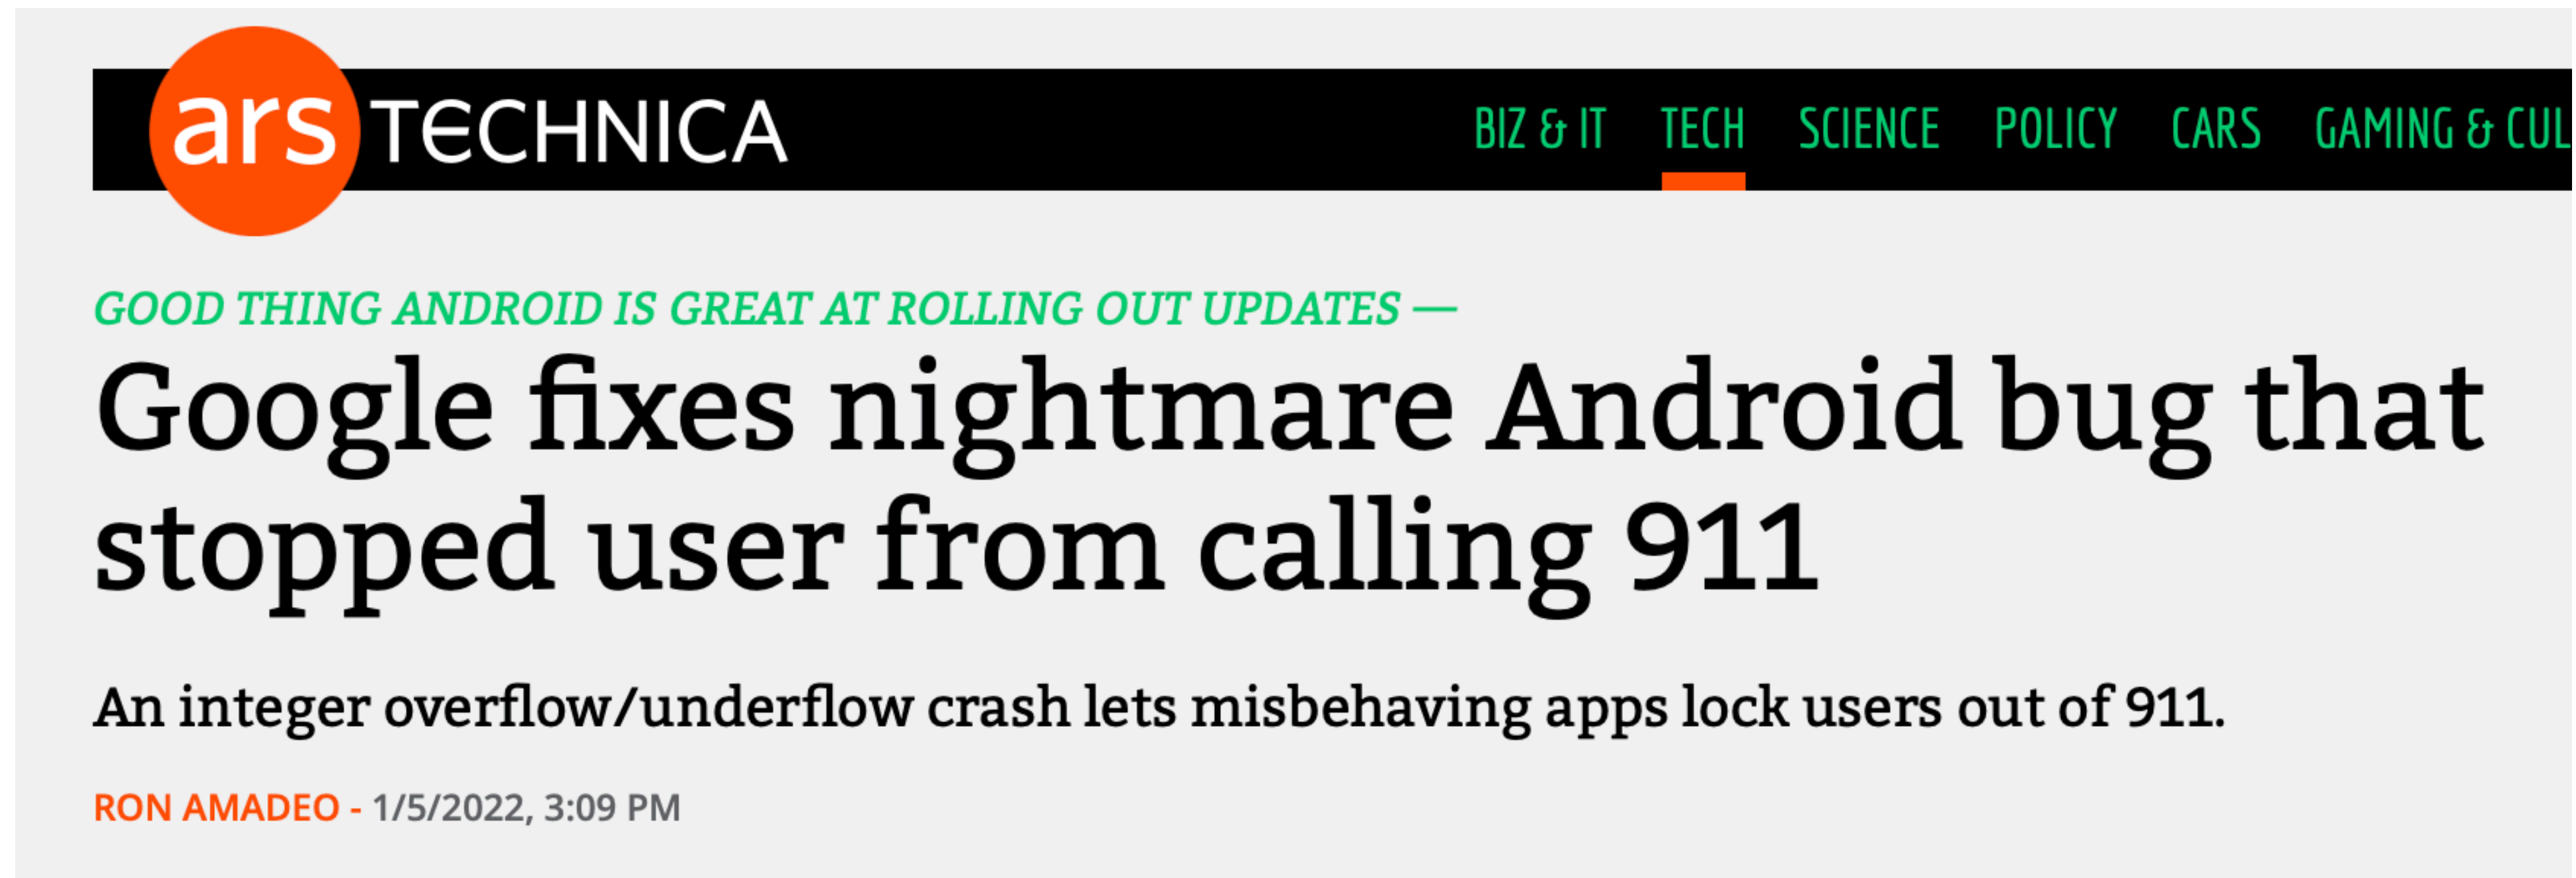 ars TECHNICA BIZ & IT TECH SCIENCE POLICY CARS GAMING & CUL
GOOD THING ANDROID IS GREAT AT ROLLING OUT UPDATES —
Google fixes nightmare Android bug that
stopped user from calling 911
An integer overflow/underflow crash lets misbehaving apps lock users out of 911.
RON AMADEO - 1/5/2022, 3:09 PM